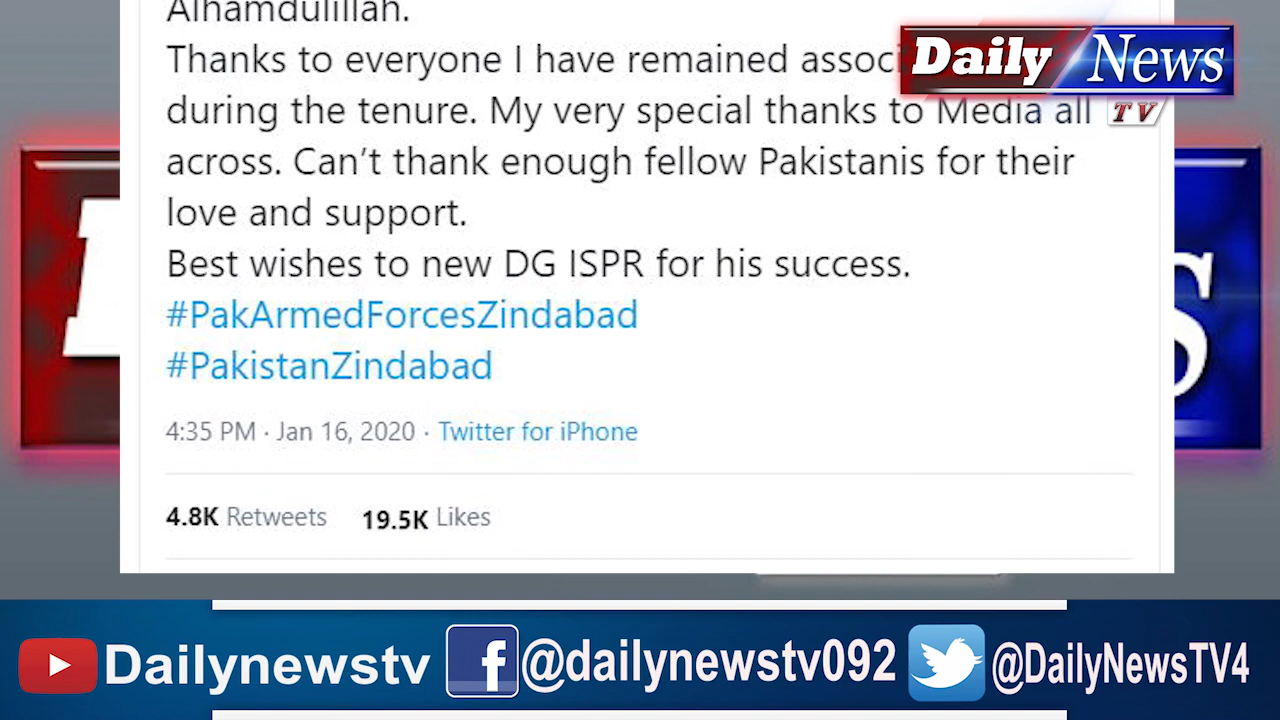 Alhamdulillah.
Thanks to everyone I have remained
during the tenure. My very special thanks to Media all
across. Can’t thank enough fellow Pakistanis for their
love and support.
Best wishes to new DG ISPR for his success.
#PakArmedForcesZindabad
#PakistanZindabad
4:35 PM · Jan 16, 2020 · Twitter for iPhone
4.8K Retweets 19.5K Likes
Daily News
TV
Dailynewstv @dailynewstv092 @DailyNewsTV4